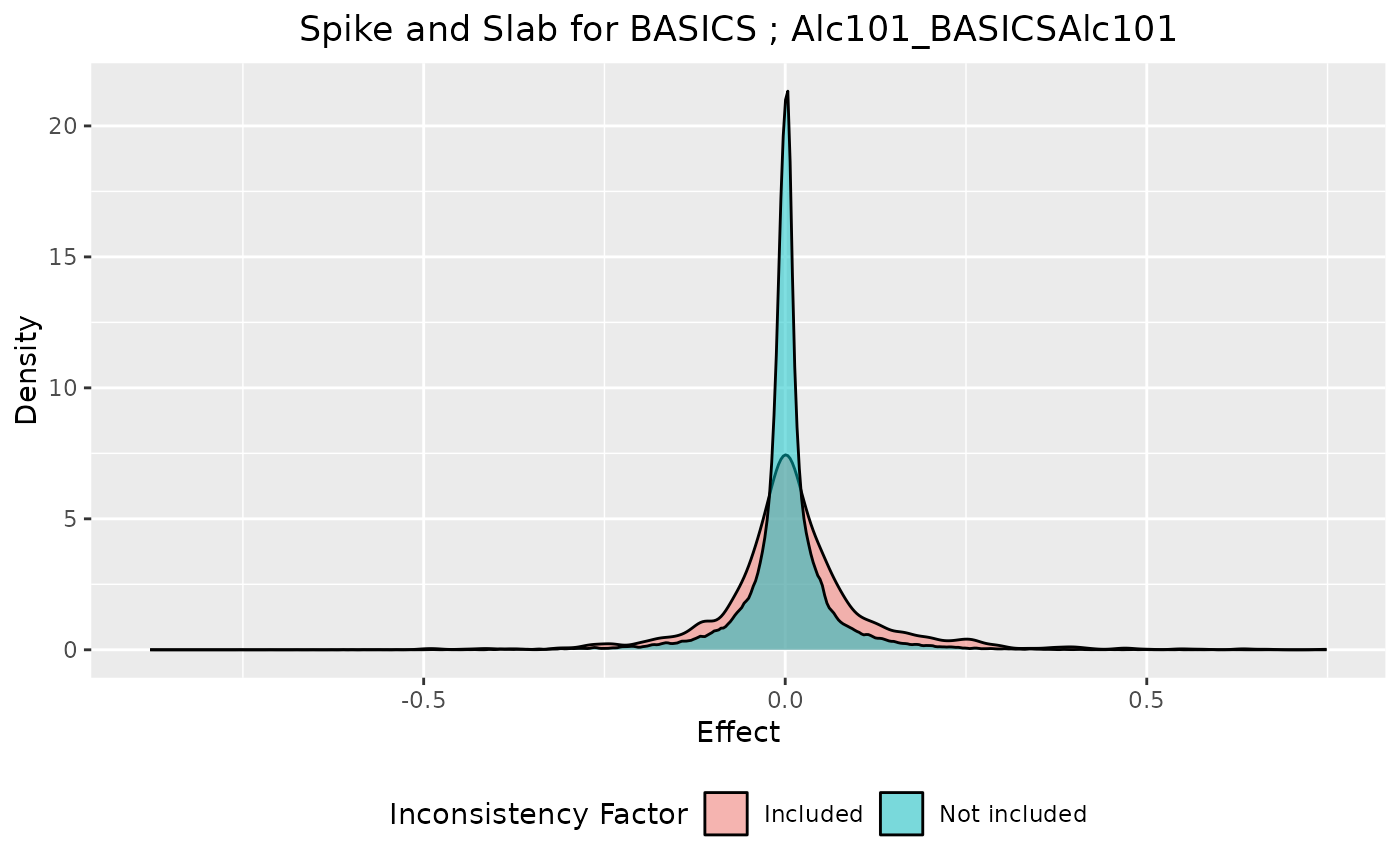 Spike and Slab for BASICS ; Alc101_BASICSAlc101
20
15
10
5
0
Density
-0.5 0.0 0.5
Effect
Inconsistency Factor Included Not included